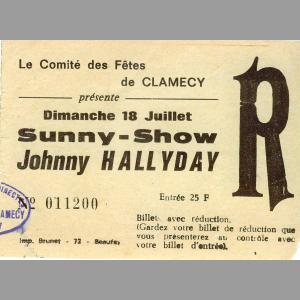 Le Comité des Fêtes
de CLAMECY
présente
Dimanche 18 Juillet
Sunny-Show
Johnny HALLYDAY
R
Nº 011200
Entrée 25 F
Billet avec réduction.
(Gardez votre billet de réduction que
vous présenterez au contrôle avec
votre billet d'entrée).
Imp. Brunet - 72 - Beaufay
CLAMECY